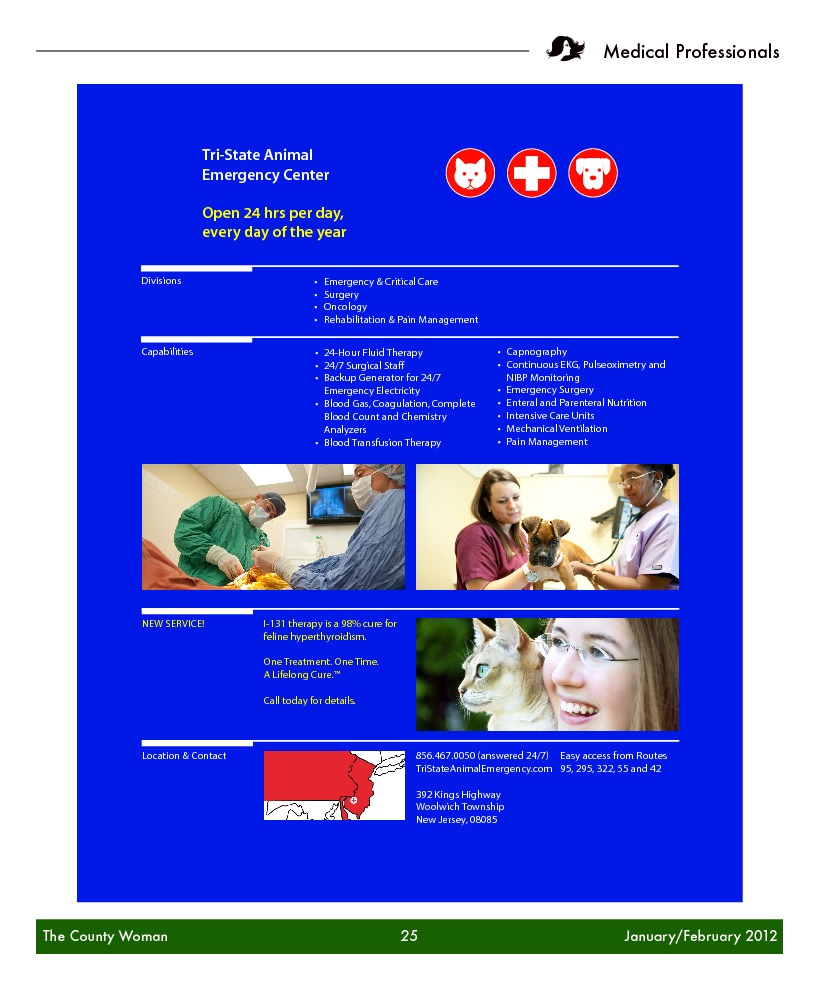 Medical Professionals
Tri-State Animal
Emergency Center
Open 24 hrs per day,
every day of the year
Divisions
• Emergency & Critical Care
• Surgery
• Oncology
• Rehabilitation & Pain Management
Capabilities
• 24-Hour Fluid Therapy
• 24/7 Surgical Staff
• Backup Generator for 24/7
Emergency Electricity
• Blood Gas, Coagulation, Complete
Blood Count and Chemistry
Analyzers
• Blood Transfusion Therapy
• Capnography
• Continuous EKG, Pulseoximetry and
NIBP Monitoring
• Emergency Surgery
• Enteral and Parenteral Nutrition
• Intensive Care Units
• Mechanical Ventilation
• Pain Management
NEW SERVICE!
I-131 therapy is a 98% cure for
feline hyperthyroidism.
One Treatment. One Time.
A Lifelong Cure.™
Call today for details.
Location & Contact
856.467.0050 (answered 24/7)
TriStateAnimalEmergency.com
392 Kings Highway
Woolwich Township
New Jersey, 08085
Easy access from Routes
95, 295, 322, 55 and 42
The County Woman
25
January/February 2012